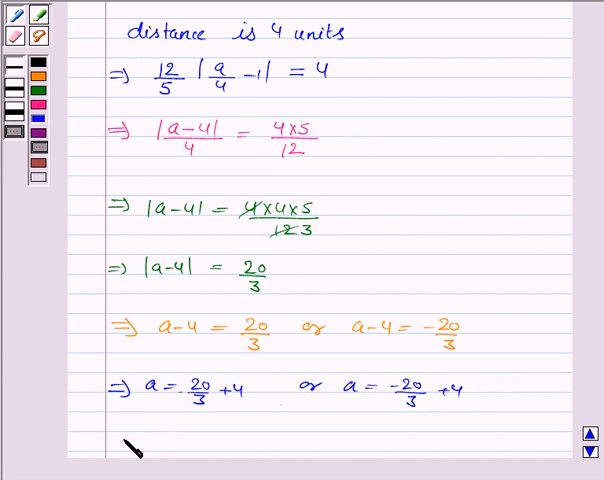 distance is 4 units
⇒ 12/5 |a/4 - 1| = 4
⇒ |a-4|/4 = 4×5/12
⇒ |a-4| = 4×4×5/12 3
⇒ |a-4| = 20/3
⇒ a-4 = 20/3 or a-4 = -20/3
⇒ a = 20/3 +4 or a = -20/3 +4